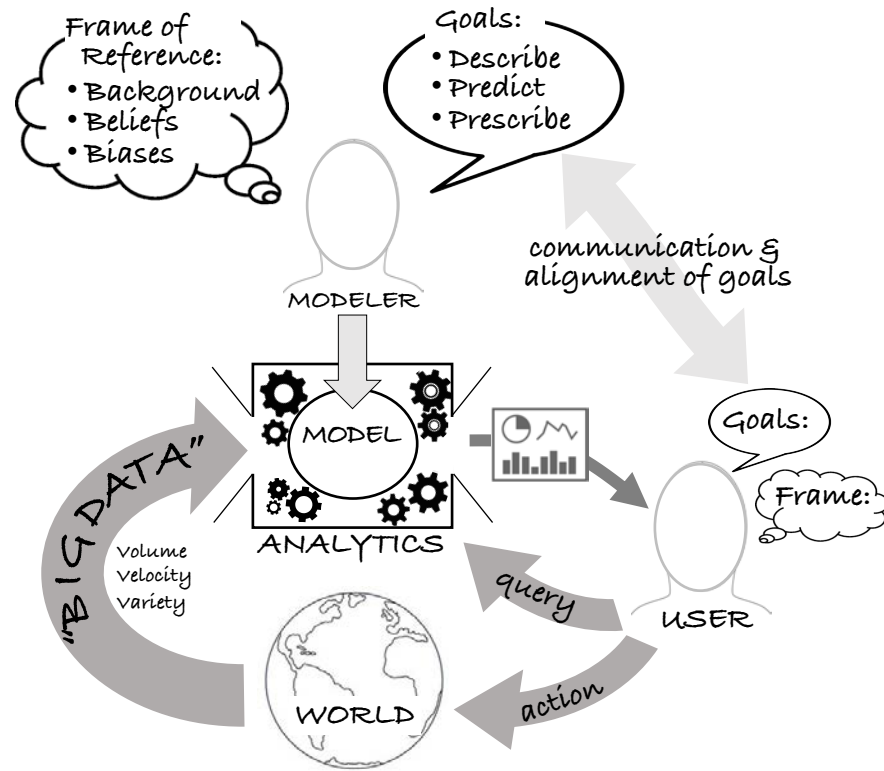 Frame of
Reference:
• Background
• Beliefs
• Biases
Goals:
• Describe
• Predict
• Prescribe
communication &
alignment of goals
MODELER
MODEL
ANALYTICS
"BIG DATA"
Volume
Velocity
Variety
Goals:
Frame:
USER
query
action
WORLD